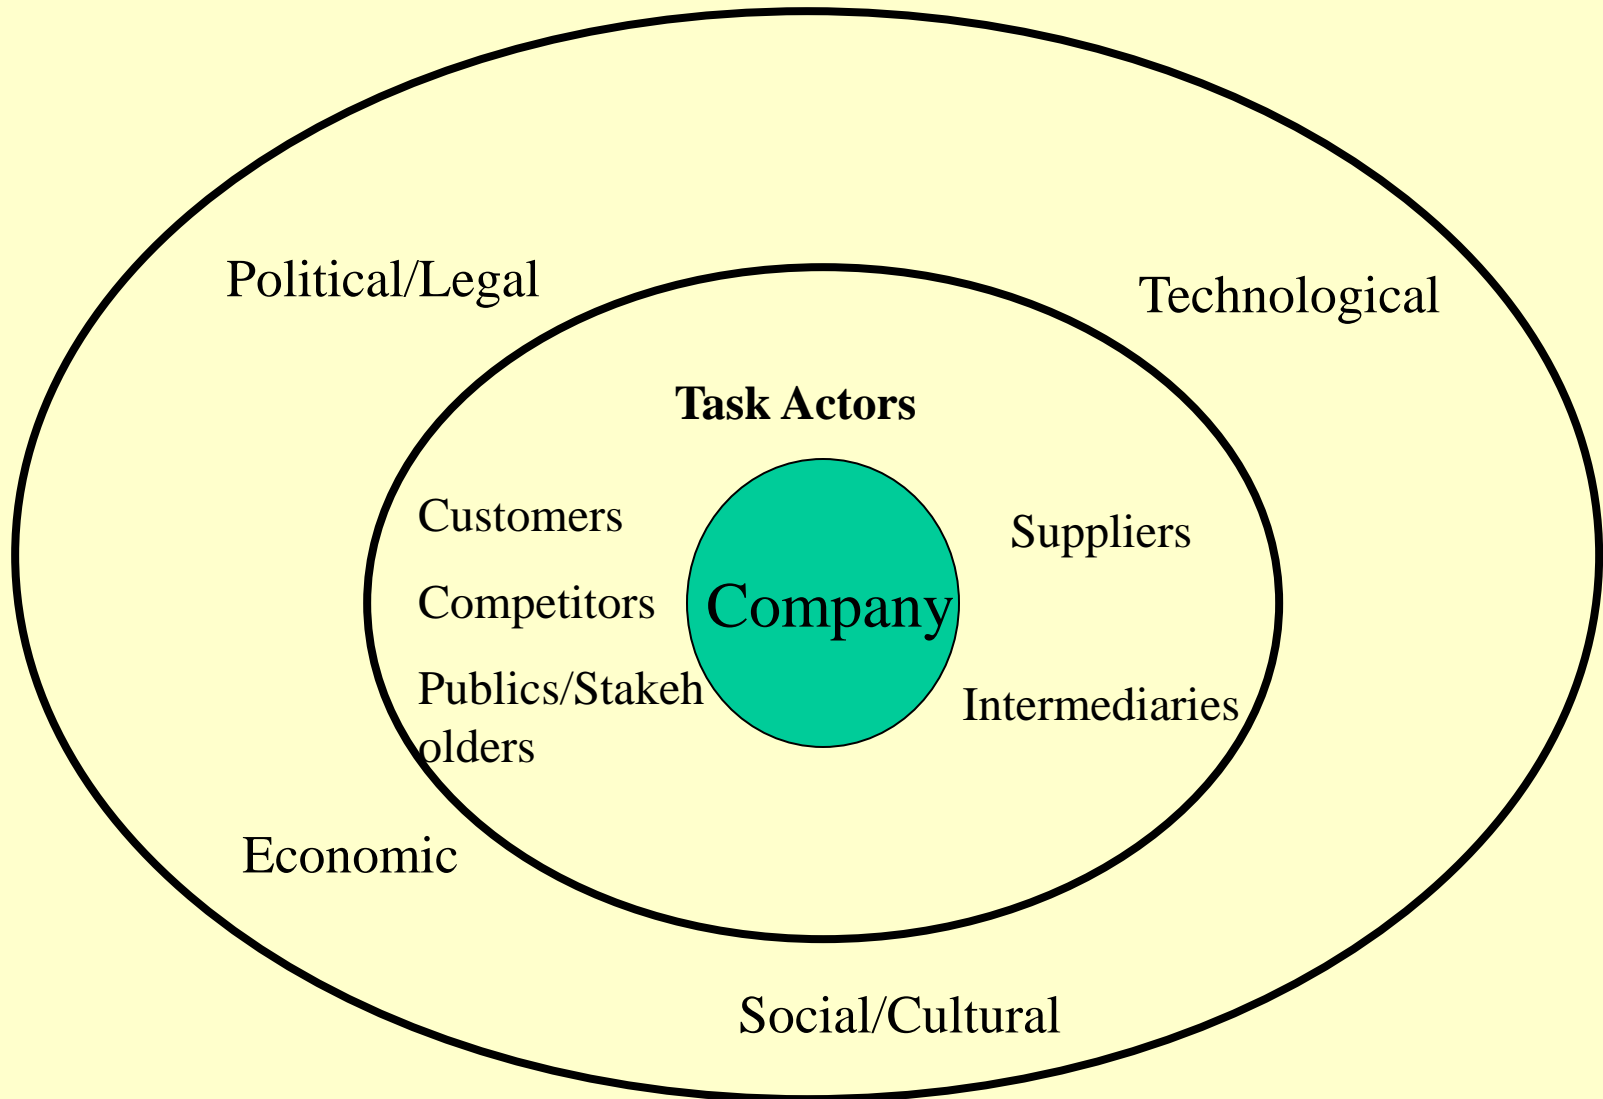 Political/Legal
Technological
Task Actors
Customers
Suppliers
Competitors
Company
Publics/Stakeh
olders
Intermediaries
Economic
Social/Cultural